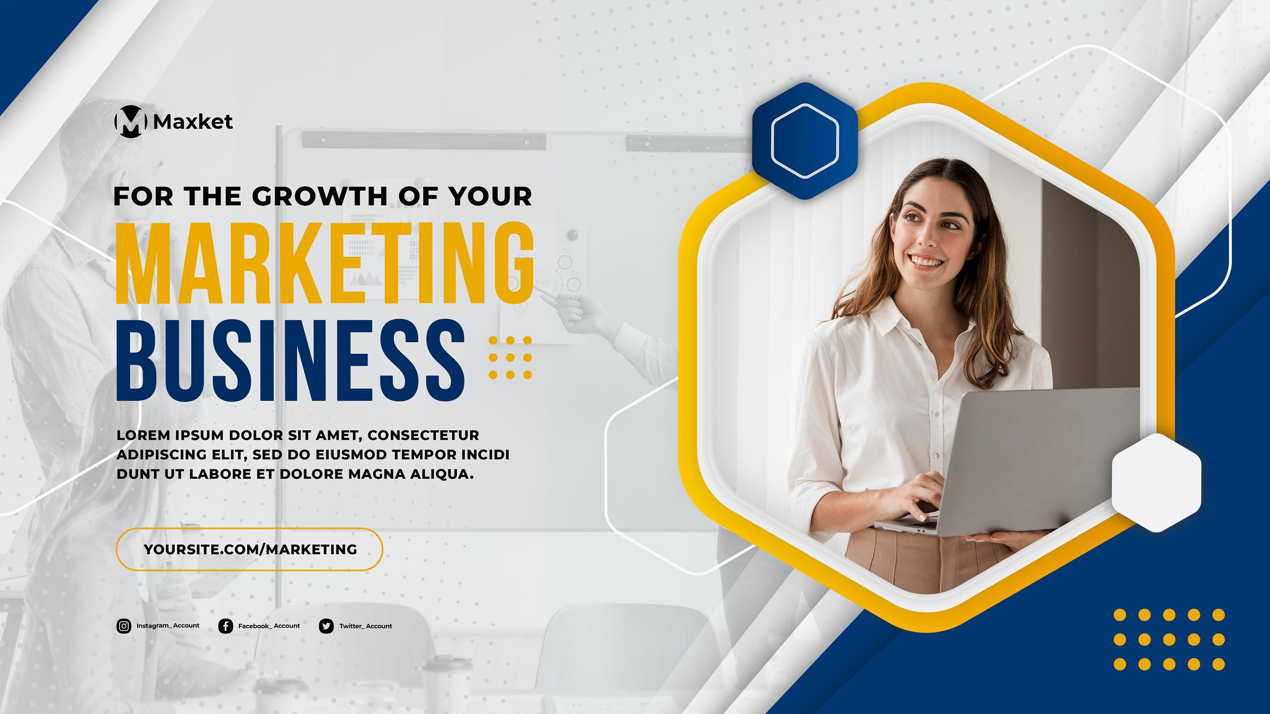 Maxket
FOR THE GROWTH OF YOUR
MARKETING
BUSINESS
LOREM IPSUM DOLOR SIT AMET, CONSECTETUR
ADIPISCING ELIT, SED DO EIUSMOD TEMPOR INCIDI
DUNT UT LABORE ET DOLORE MAGNA ALIQUA.
YOURSITE.COM/MARKETING
Instagram_Account Facebook_Account Twitter_Account